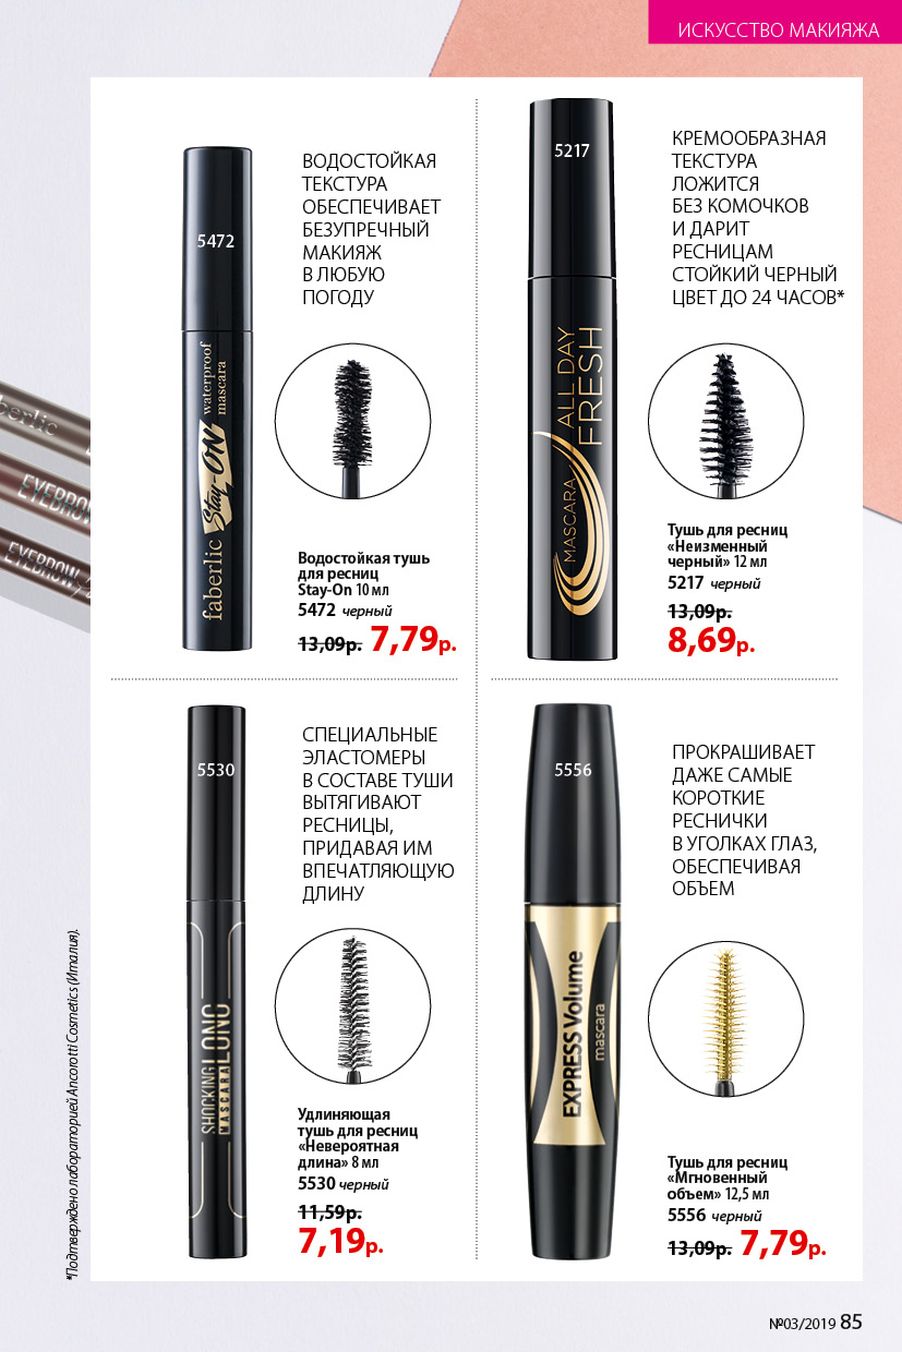 ИСКУССТВО МАКИЯЖА
5472
ВОДОСТОЙКАЯ
ТЕКСТУРА
ОБЕСПЕЧИВАЕТ
БЕЗУПРЕЧНЫЙ
МАКИЯЖ
В ЛЮБУЮ
ПОГОДУ
faberlic
Stay-ON
waterproof
mascara
Водостойкая тушь
для ресниц
Stay-On 10 мл
5472 черный
13,09р. 7,79р.
5217
КРЕМООБРАЗНАЯ
ТЕКСТУРА
ЛОЖИТСЯ
БЕЗ КОМОЧКОВ
И ДАРИТ
РЕСНИЦАМ
СТОЙКИЙ ЧЕРНЫЙ
ЦВЕТ ДО 24 ЧАСОВ*
MASCARA
ALL DAY
FRESH
Тушь для ресниц
«Неизменный
черный» 12 мл
5217 черный
13,09р.
8,69р.
berlic
EYEBROW
EYEBROW
5530
СПЕЦИАЛЬНЫЕ
ЭЛАСТОМЕРЫ
В СОСТАВЕ ТУШИ
ВЫТЯГИВАЮТ
РЕСНИЦЫ,
ПРИДАВАЯ ИМ
ВПЕЧАТЛЯЮЩУЮ
ДЛИНУ
SHOCKING
LONG
MASCARA
Удлиняющая
тушь для ресниц
«Невероятная
длина» 8 мл
5530 черный
11,59р.
7,19р.
5556
ПРОКРАШИВАЕТ
ДАЖЕ САМЫЕ
КОРОТКИЕ
РЕСНИЧКИ
В УГОЛКАХ ГЛАЗ,
ОБЕСПЕЧИВАЯ
ОБЪЕМ
EXPRESS Volume
mascara
Тушь для ресниц
«Мгновенный
объем» 12,5 мл
5556 черный
13,09р. 7,79р.
*Подтверждено лабораторией Ancorotti Cosmetics (Италия).
№03/2019 85